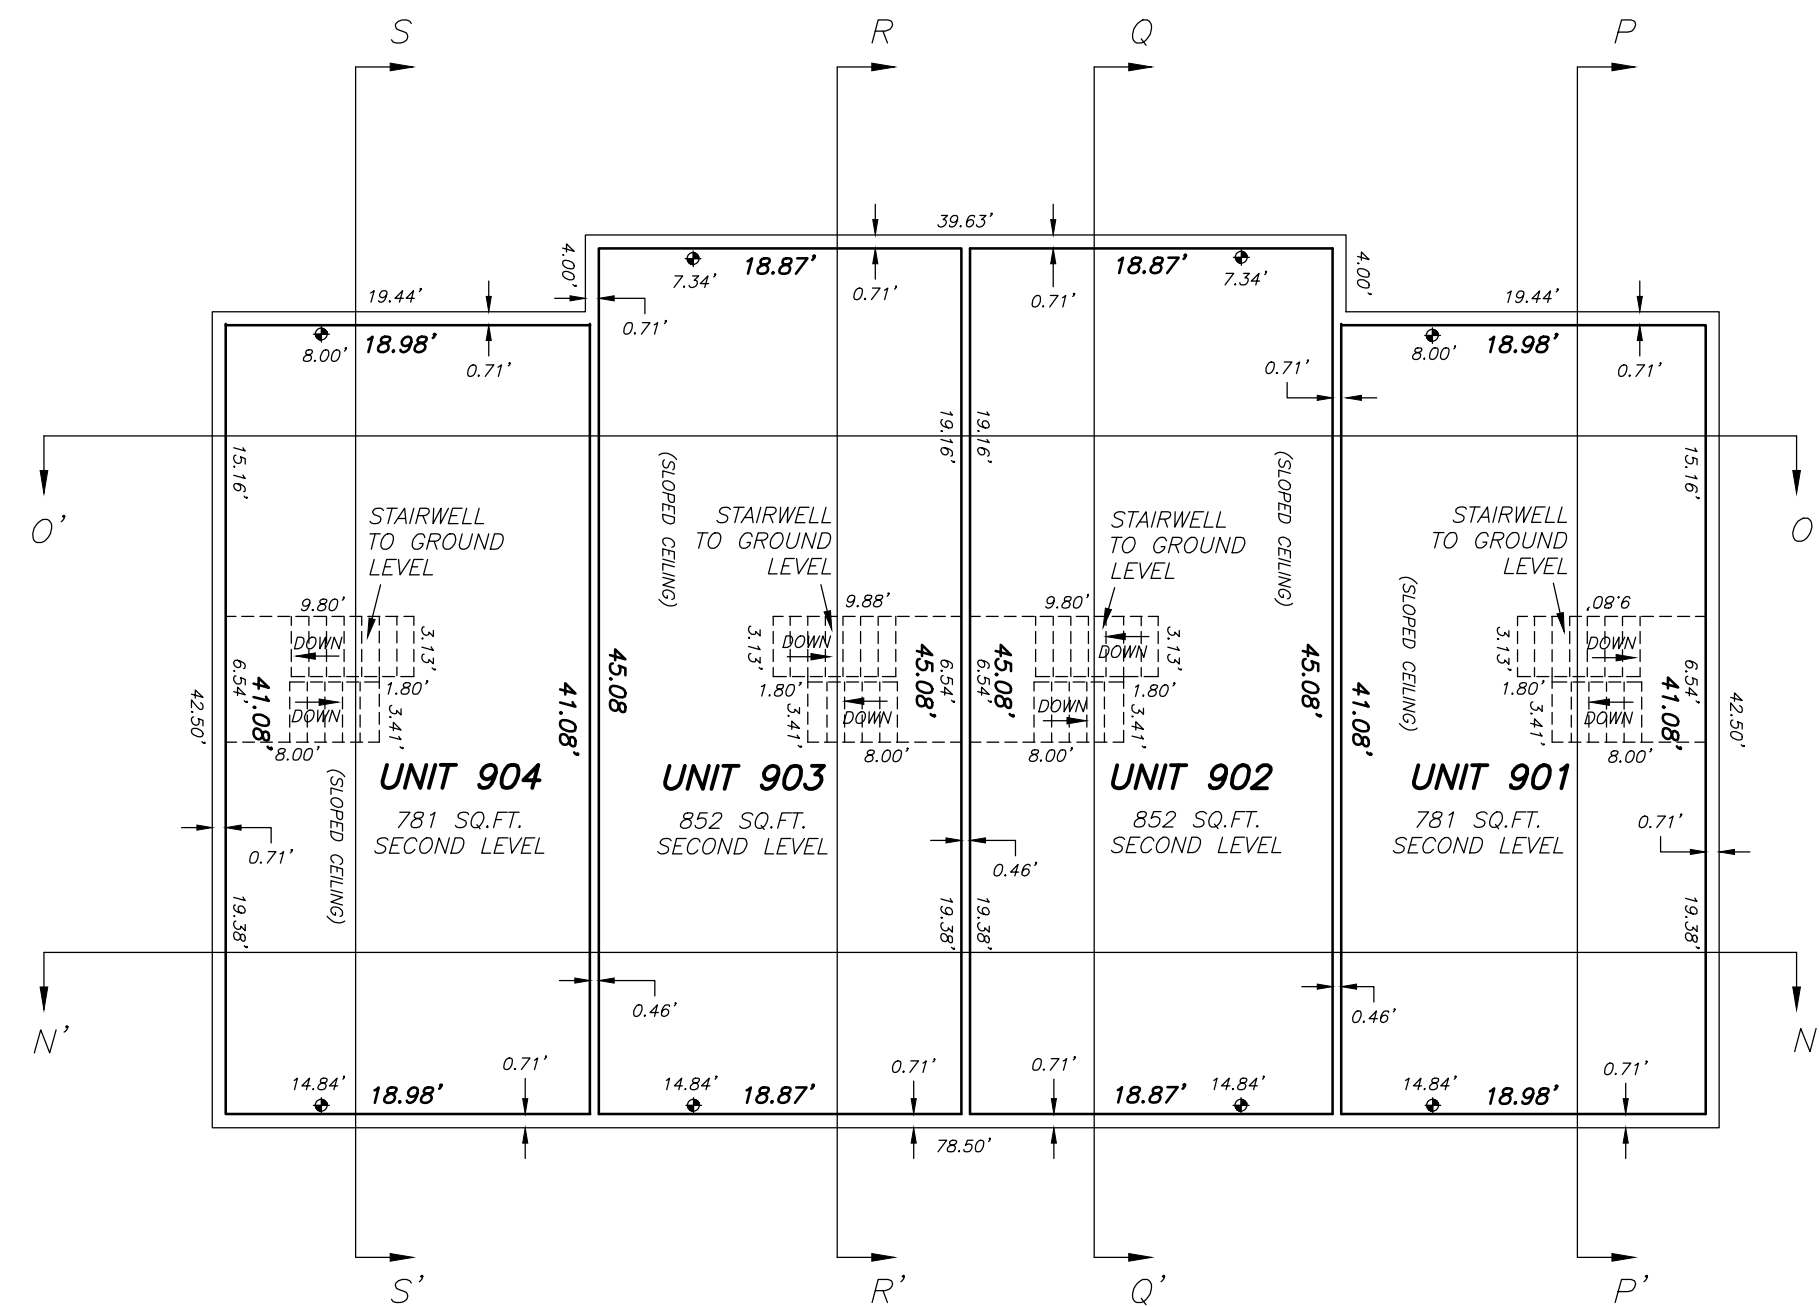 S
R
Q
P
39.63'
4.00'
4.00'
7.34'
18.87'
0.71'
18.87'
7.34'
0.71'
19.44'
19.44'
0.71'
8.00'
18.98'
0.71'
8.00'
18.98'
0.71'
0.71'
15.16'
19.16'
19.16'
15.16'
(SLOPED CEILING)
(SLOPED CEILING)
O'
O
STAIRWELL
TO GROUND
LEVEL
STAIRWELL
TO GROUND
LEVEL
STAIRWELL
TO GROUND
LEVEL
STAIRWELL
TO GROUND
LEVEL
(SLOPED CEILING)
9.80'
9.88'
9.80'
9.80'
DOWN
3.13'
3.13'
DOWN
DOWN
3.13'
3.13'
DOWN
42.50'
6.54'
41.08'
DOWN
1.80'
3.41'
8.00'
41.08'
45.08
1.80'
3.41'
DOWN
8.00'
45.08'
6.54'
6.54'
45.08'
DOWN
1.80'
3.41'
8.00'
45.08'
41.08'
1.80'
3.41'
DOWN
8.00'
41.08'
6.54'
42.50'
UNIT 904
781 SQ.FT.
SECOND LEVEL
UNIT 903
852 SQ.FT.
SECOND LEVEL
UNIT 902
852 SQ.FT.
SECOND LEVEL
UNIT 901
781 SQ.FT.
SECOND LEVEL
(SLOPED CEILING)
0.71'
0.46'
0.71'
19.38'
19.38'
19.38'
19.38'
0.46'
0.46'
N'
N
14.84'
18.98'
0.71'
14.84'
18.87'
0.71'
0.71'
18.87'
14.84'
14.84'
18.98'
0.71'
78.50'
S'
R'
Q'
P'